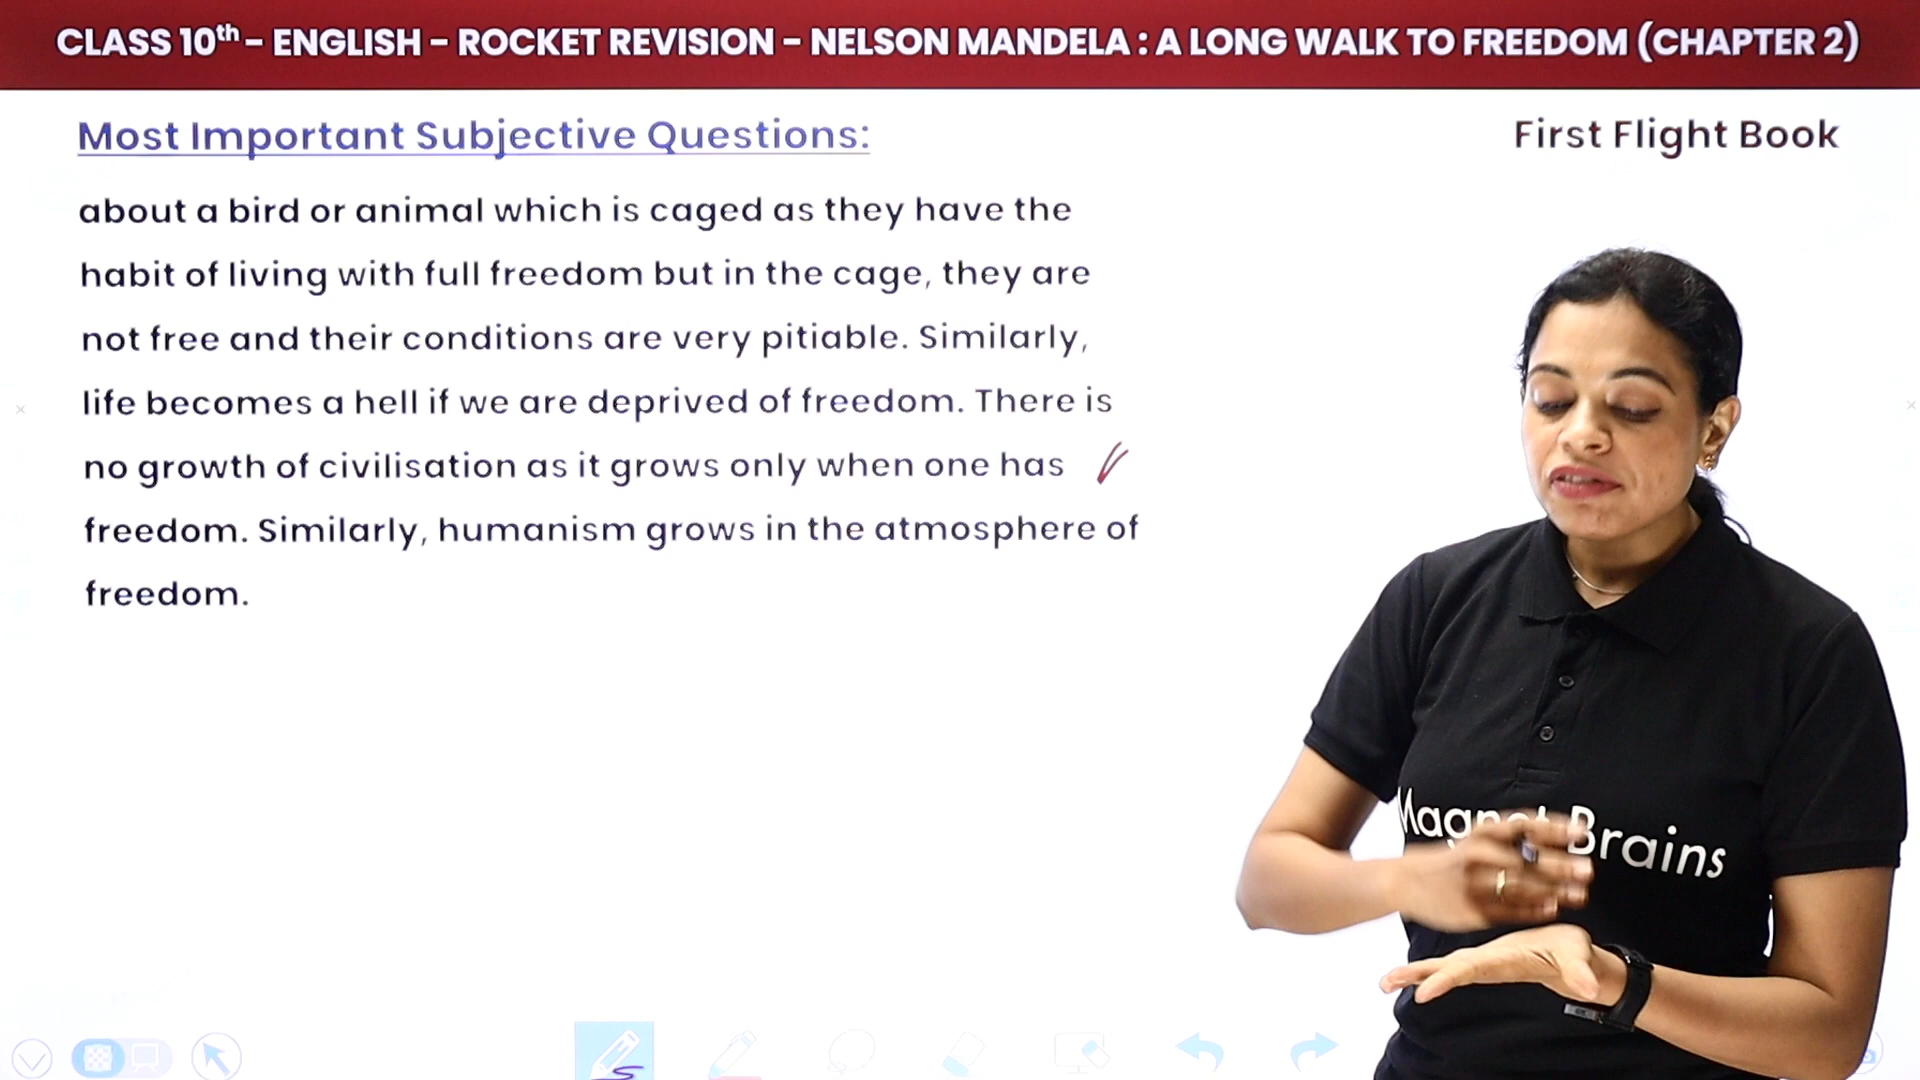 CLASS 10th - ENGLISH - ROCKET REVISION - NELSON MANDELA : A LONG WALK TO FREEDOM (CHAPTER 2)
Most Important Subjective Questions:
First Flight Book
about a bird or animal which is caged as they have the
habit of living with full freedom but in the cage, they are
not free and their conditions are very pitiable. Similarly,
life becomes a hell if we are deprived of freedom. There is
no growth of civilisation as it grows only when one has
freedom. Similarly, humanism grows in the atmosphere of
freedom.
Magnet Brains